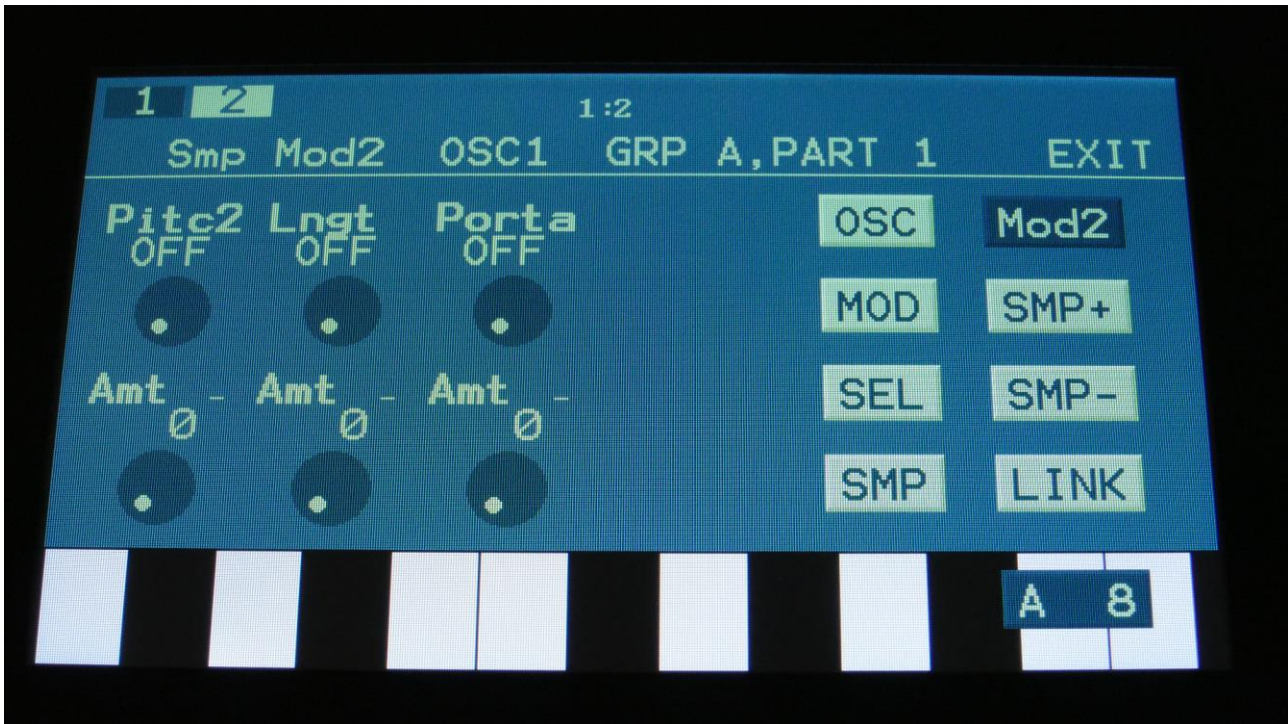 1 2 1:2
Smp Mod2 OSC1 GRP A,PART 1 EXIT
Pitc2 Lngt Porta OSC Mod2
OFF OFF OFF
MOD SMP+
Amt - Amt - Amt - SEL SMP-
0 0 0
SMP LINK
A 8